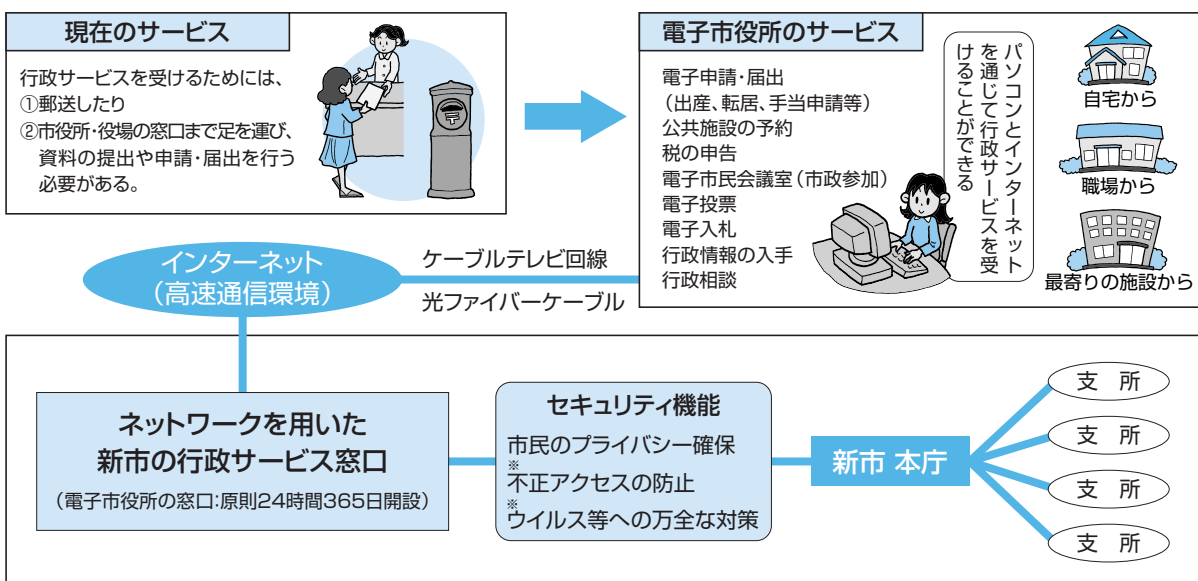 現在のサービス
行政サービスを受けるためには、
①郵送したり
②市役所・役場の窓口まで足を運び、
資料の提出や申請・届出を行う
必要がある。
電子市役所のサービス
電子申請・届出
（出産、転居、手当申請等）
公共施設の予約
税の申告
電子市民会議室（市政参加）
電子投票
電子入札
行政情報の入手
行政相談
パソコンとインターネット
を通じて行政サービスを受
けることができる
自宅から
職場から
最寄りの施設から
インターネット
（高速通信環境）
ケーブルテレビ回線
光ファイバーケーブル
ネットワークを用いた
新市の行政サービス窓口
（電子市役所の窓口：原則24時間365日開設）
セキュリティ機能
市民のプライバシー確保
※
不正アクセスの防止
※
ウイルス等への万全な対策
新市 本庁
支 所
支 所
支 所
支 所